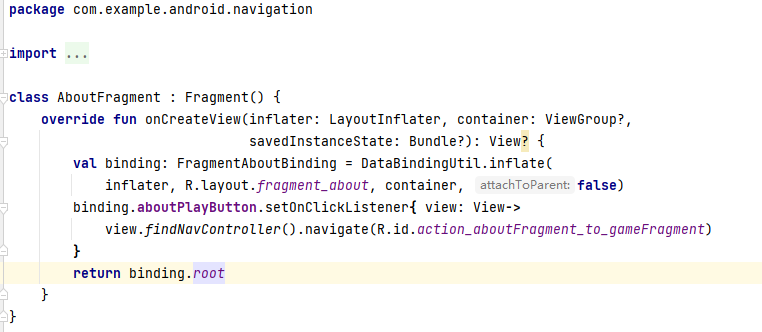 package com.example.android.navigation
import ...
class AboutFragment : Fragment() {
override fun onCreateView(inflater: LayoutInflater, container: ViewGroup?,
savedInstanceState: Bundle?): View? {
val binding: FragmentAboutBinding = DataBindingUtil.inflate(
inflater, R.layout.fragment_about, container, attachToParent: false)
binding.aboutPlayButton.setOnClickListener{ view: View->
view.findNavController().navigate(R.id.action_aboutFragment_to_gameFragment)
}
return binding.root
}
}